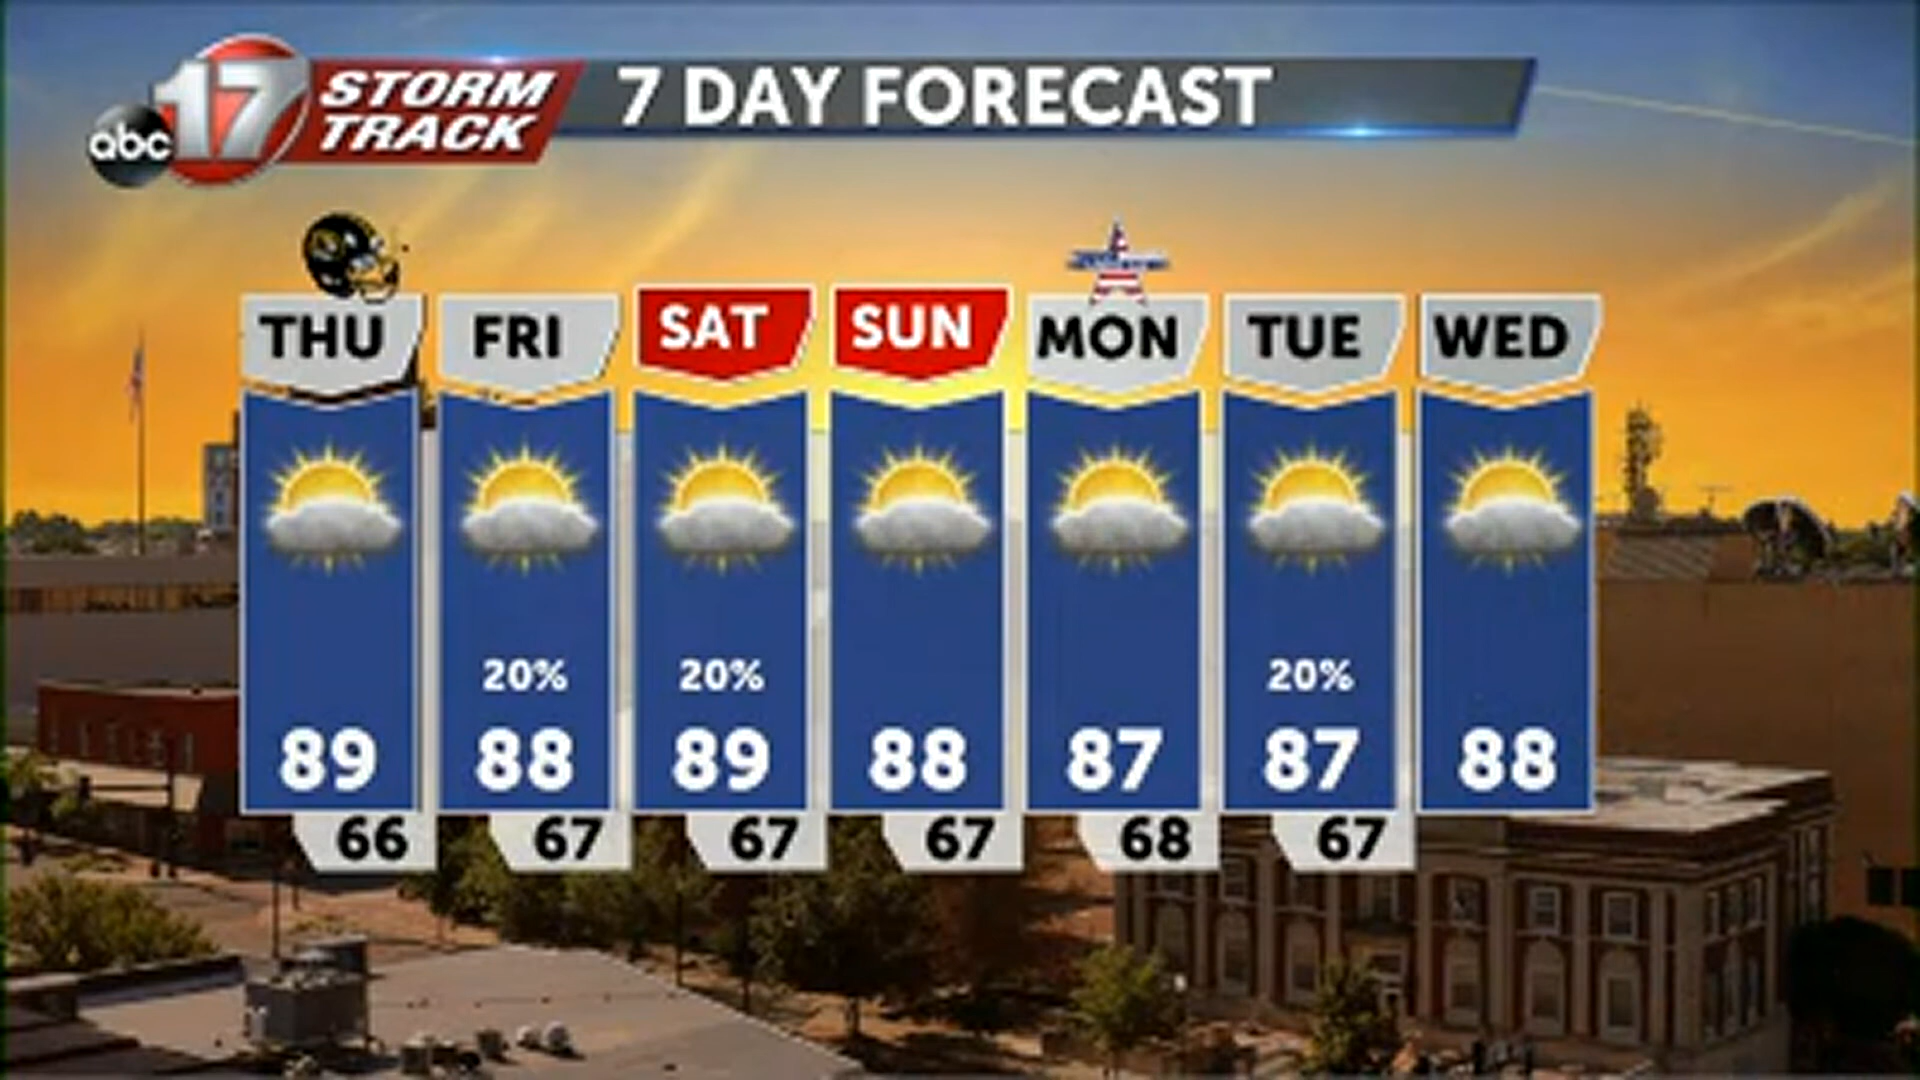 abc 17 STORM TRACK 7 DAY FORECAST
THU FRI SAT SUN MON TUE WED
20% 20% 20%
89 88 89 88 87 87 88
66 67 67 67 68 67